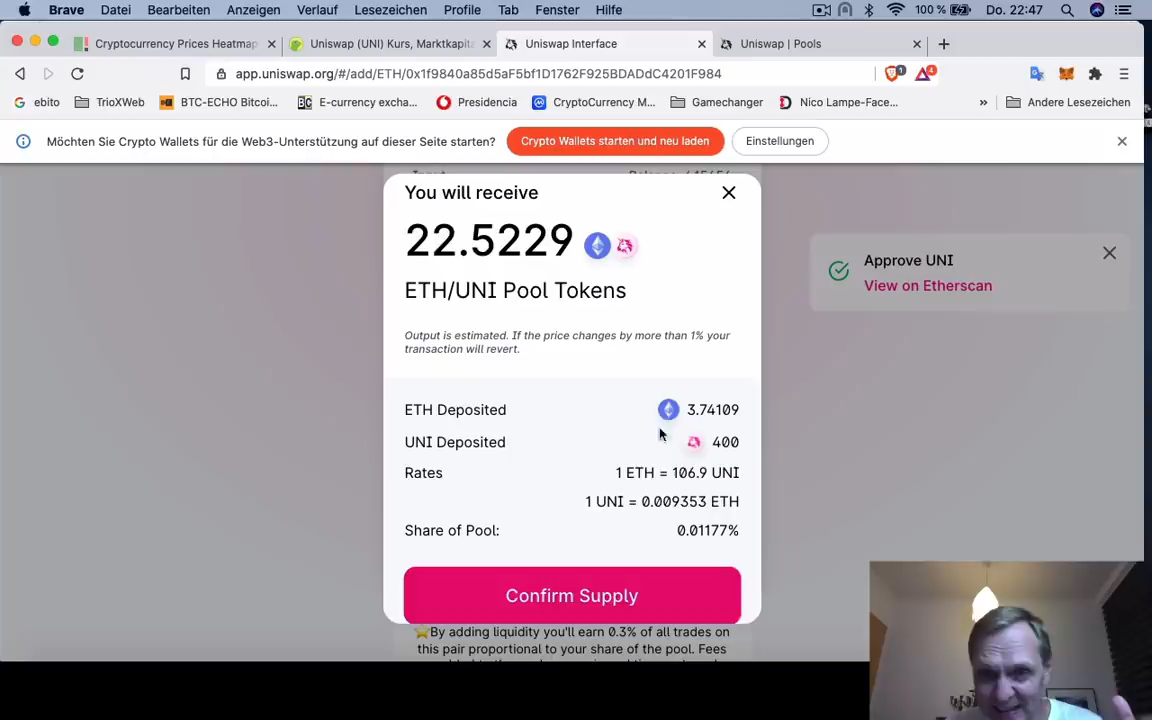 Brave Datei Bearbeiten Anzeigen Verlauf Lesezeichen Profile Tab Fenster Hilfe 100 % Do. 22:47
Cryptocurrency Prices Heatmap Uniswap (UNI) Kurs, Marktkapita Uniswap Interface Uniswap | Pools
app.uniswap.org/#/add/ETH/0x1f9840a85d5aF5bf1D1762F925BDADdC4201F984 1 4
ebito TrioXWeb BTC-ECHO Bitcoi... E-currency excha... Presidencia CryptoCurrency M... Gamechanger Nico Lampe-Face... » Andere Lesezeichen
Möchten Sie Crypto Wallets für die Web3-Unterstützung auf dieser Seite starten? Crypto Wallets starten und neu laden Einstellungen
You will receive
22.5229
ETH/UNI Pool Tokens
Output is estimated. If the price changes by more than 1% your
transaction will revert.
Approve UNI
View on Etherscan
ETH Deposited 3.74109
UNI Deposited 400
Rates 1 ETH = 106.9 UNI
1 UNI = 0.009353 ETH
Share of Pool: 0.01177%
Confirm Supply
By adding liquidity you'll earn 0.3% of all trades on
this pair proportional to your share of the pool. Fees